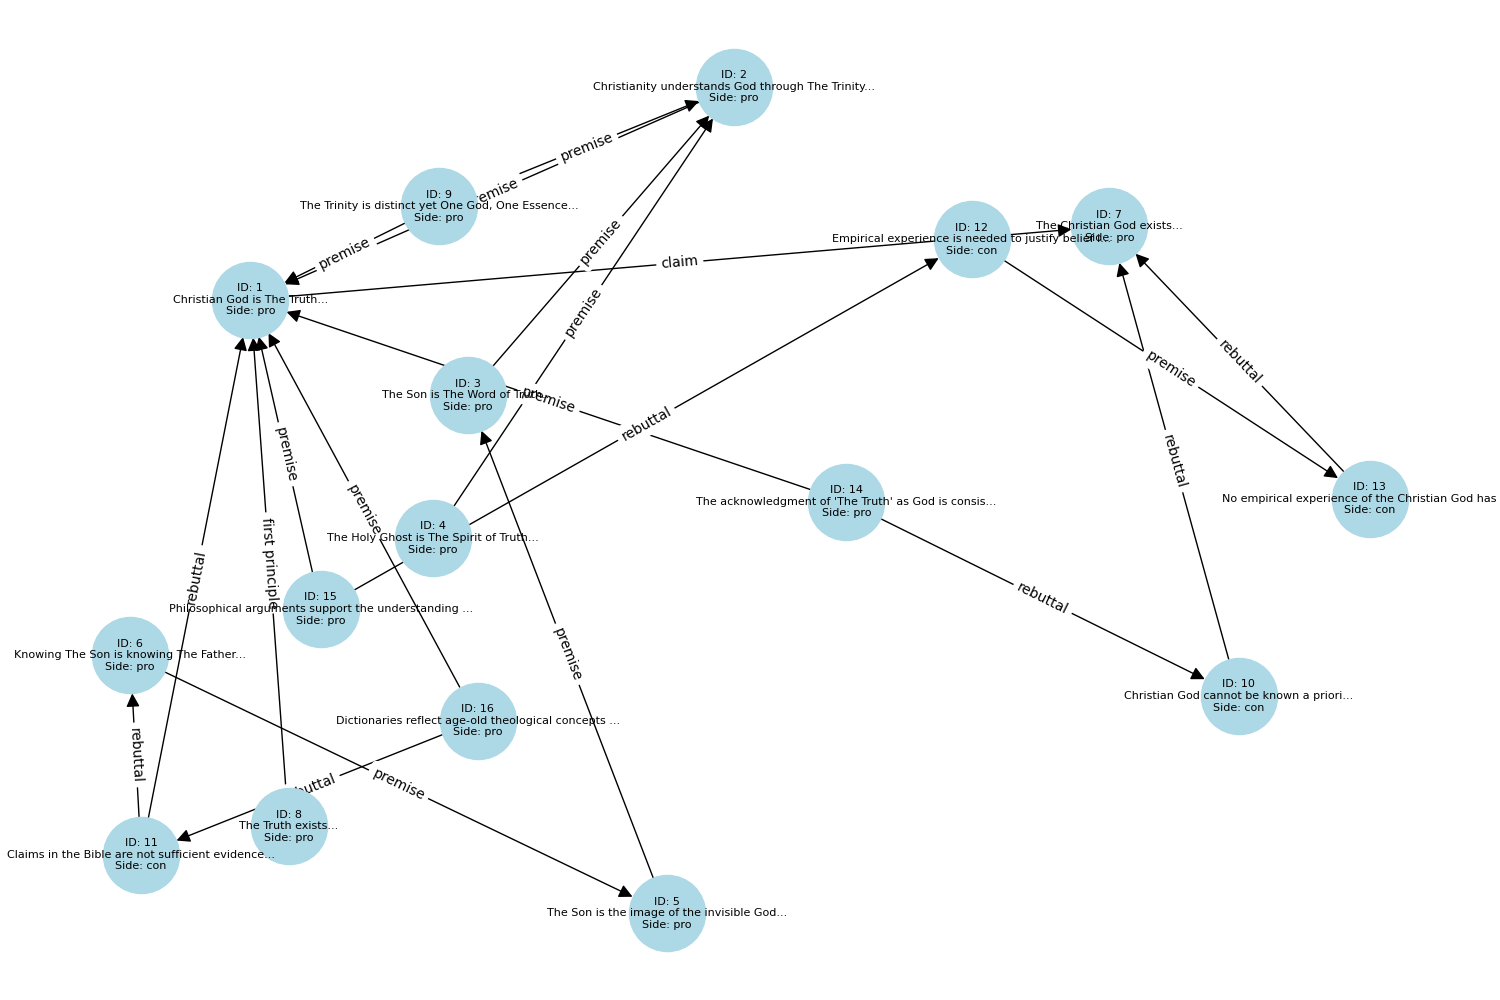 ID: 2
Christianity understands God through The Trinity...
Side: pro
premise
premise
ID: 9
The Trinity is distinct yet One God, One Essence...
Side: pro
premise
ID: 7
The Christian God exists...
Side: pro
ID: 12
Empirical experience is needed to justify belief i...
Side: con
premise
claim
ID: 1
Christian God is The Truth...
Side: pro
premise
rebuttal
premise
ID: 3
The Son is The Word of Truth...
Side: pro
premise
rebuttal
premise
rebuttal
ID: 13
No empirical experience of the Christian God has
Side: con
ID: 14
The acknowledgment of 'The Truth' as God is consis...
Side: pro
premise
ID: 4
The Holy Ghost is The Spirit of Truth...
Side: pro
first principle
rebuttal
rebuttal
ID: 15
Philosophical arguments support the understanding ...
Side: pro
ID: 6
Knowing The Son is knowing The Father...
Side: pro
premise
ID: 10
Christian God cannot be known a priori...
Side: con
ID: 16
Dictionaries reflect age-old theological concepts ...
Side: pro
rebuttal
premise
ID: 8
The Truth exists...
Side: pro
ID: 11
Claims in the Bible are not sufficient evidence...
Side: con
ID: 5
The Son is the image of the invisible God...
Side: pro